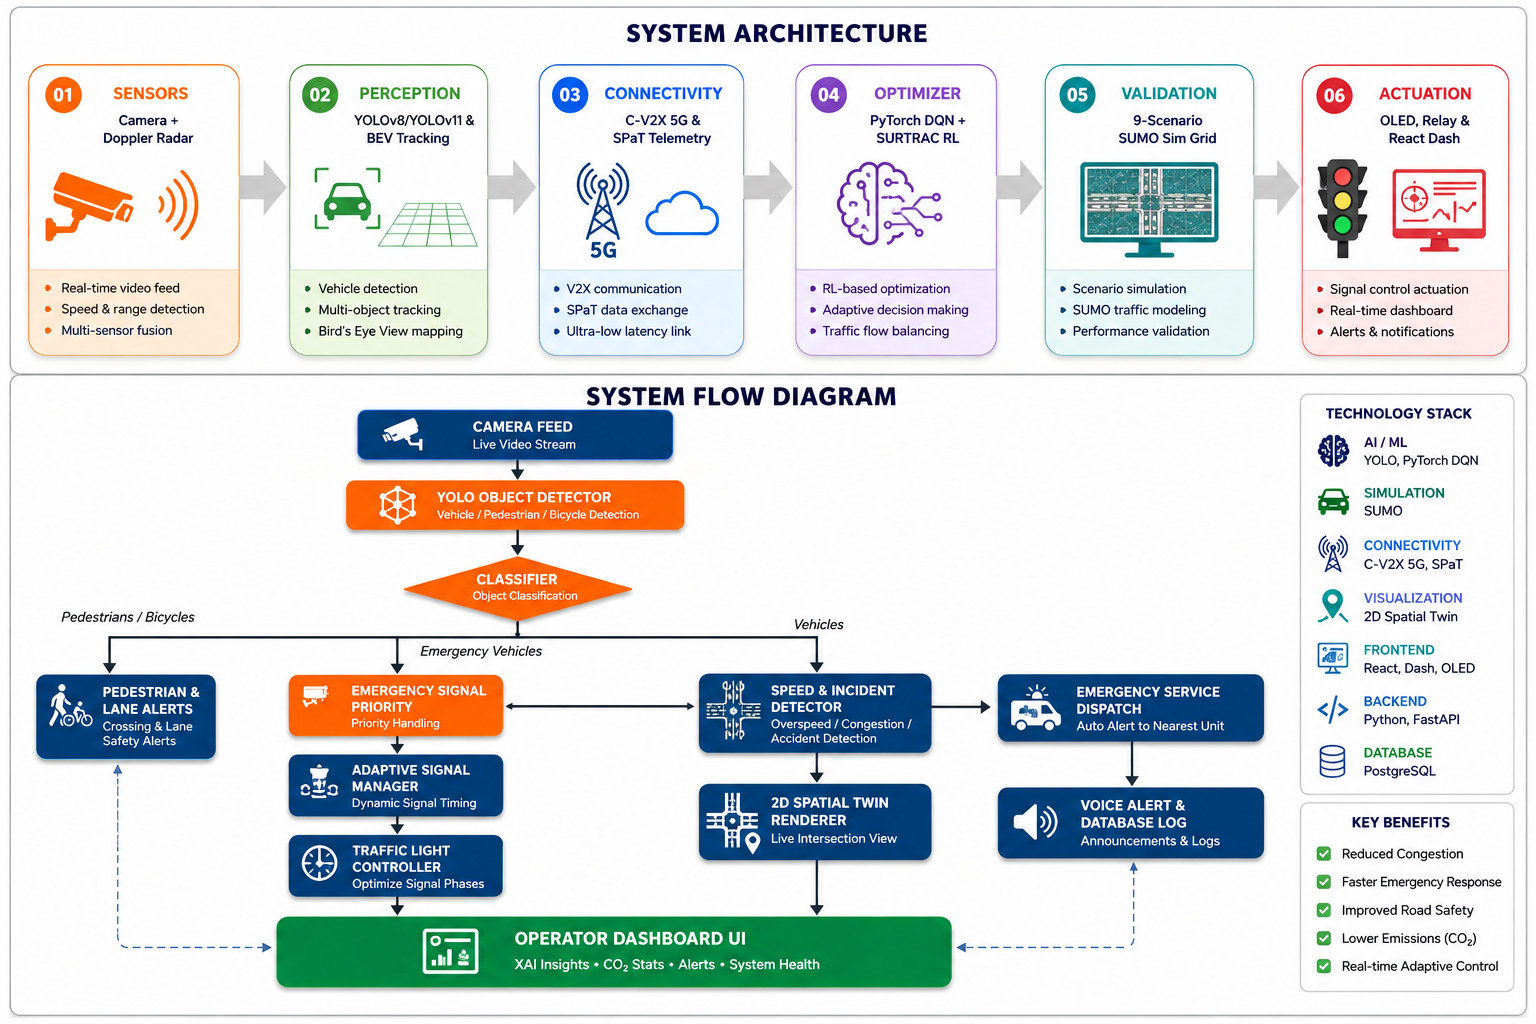 SYSTEM ARCHITECTURE
01 SENSORS
Camera +
Doppler Radar
• Real-time video feed
• Speed & range detection
• Multi-sensor fusion
02 PERCEPTION
YOLOv8/YOLOv11 &
BEV Tracking
• Vehicle detection
• Multi-object tracking
• Bird's Eye View mapping
03 CONNECTIVITY
C-V2X 5G &
SPaT Telemetry
5G
• V2X communication
• SPaT data exchange
• Ultra-low latency link
04 OPTIMIZER
PyTorch DQN +
SURTRAC RL
• RL-based optimization
• Adaptive decision making
• Traffic flow balancing
05 VALIDATION
9-Scenario
SUMO Sim Grid
• Scenario simulation
• SUMO traffic modeling
• Performance validation
06 ACTUATION
OLED, Relay &
React Dash
• Signal control actuation
• Real-time dashboard
• Alerts & notifications
SYSTEM FLOW DIAGRAM
CAMERA FEED
Live Video Stream
YOLO OBJECT DETECTOR
Vehicle / Pedestrian / Bicycle Detection
CLASSIFIER
Object Classification
Pedestrians / Bicycles
Emergency Vehicles
Vehicles
PEDESTRIAN &
LANE ALERTS
Crossing & Lane
Safety Alerts
EMERGENCY SIGNAL
PRIORITY
Priority Handling
SPEED & INCIDENT
DETECTOR
Overspeed / Congestion /
Accident Detection
EMERGENCY SERVICE
DISPATCH
Auto Alert to Nearest Unit
ADAPTIVE SIGNAL
MANAGER
Dynamic Signal Timing
2D SPATIAL TWIN
RENDERER
Live Intersection View
VOICE ALERT &
DATABASE LOG
Announcements & Logs
TRAFFIC LIGHT
CONTROLLER
Optimize Signal Phases
OPERATOR DASHBOARD UI
XAI Insights • CO₂ Stats • Alerts • System Health
TECHNOLOGY STACK
AI / ML
YOLO, PyTorch DQN
SIMULATION
SUMO
CONNECTIVITY
C-V2X 5G, SPaT
VISUALIZATION
2D Spatial Twin
FRONTEND
React, Dash, OLED
BACKEND
Python, FastAPI
DATABASE
PostgreSQL
KEY BENEFITS
Reduced Congestion
Faster Emergency Response
Improved Road Safety
Lower Emissions (CO₂)
Real-time Adaptive Control